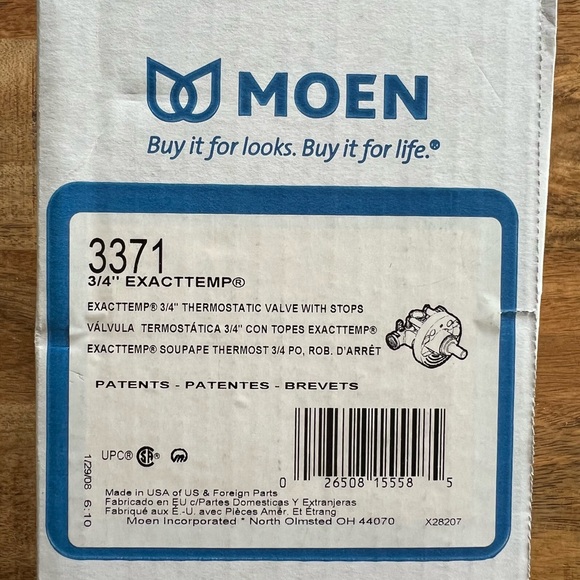 MOEN
Buy it for looks. Buy it for life.®
3371
3/4" EXACTTEMP®
EXACTTEMP® 3/4" THERMOSTATIC VALVE WITH STOPS
VÁLVULA TERMOSTÁTICA 3/4" CON TOPES EXACTTEMP®
EXACTTEMP® SOUPAPE THERMOST 3/4 PO, ROB. D'ARRÊT
PATENTS - PATENTES - BREVETS
UPC® SA®
0 26508 15558 5
1/29/08 6:10
Made in USA of US & Foreign Parts
Fabricado en EU c/Partes Domesticas Y Extranjeras
Fabriqué aux É.-U. avec Pièces Amér. Et Étrang
Moen Incorporated * North Olmsted OH 44070
X28207